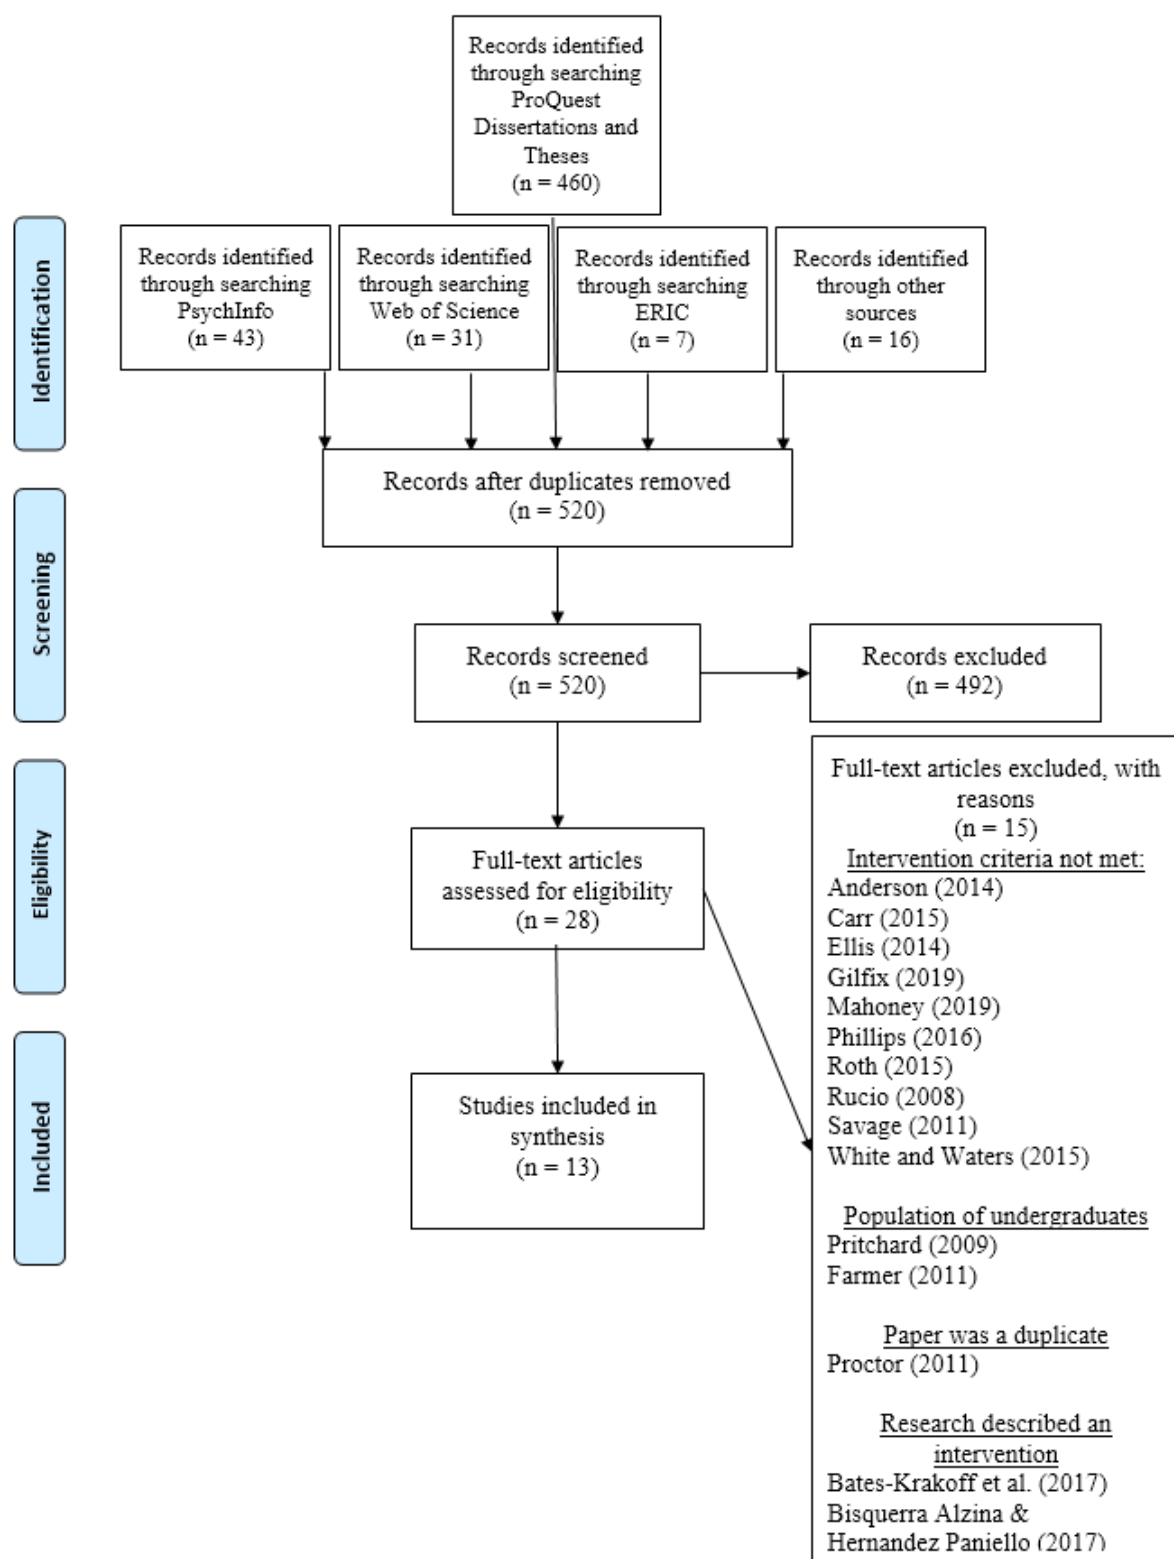 Records identified
through searching
ProQuest
Dissertations and
Theses
(n = 460)
Identification
Records identified
through searching
PsychInfo
(n = 43)
Records identified
through searching
Web of Science
(n = 31)
Records identified
through searching
ERIC
(n = 7)
Records identified
through other
sources
(n = 16)
Records after duplicates removed
(n = 520)
Screening
Records screened
(n = 520)
Records excluded
(n = 492)
Eligibility
Full-text articles
assessed for eligibility
(n = 28)
Full-text articles excluded, with
reasons
(n = 15)
Intervention criteria not met:
Anderson (2014)
Carr (2015)
Ellis (2014)
Gilfix (2019)
Mahoney (2019)
Phillips (2016)
Roth (2015)
Rucio (2008)
Savage (2011)
White and Waters (2015)
Population of undergraduates
Pritchard (2009)
Farmer (2011)
Paper was a duplicate
Proctor (2011)
Research described an
intervention
Bates-Krakoff et al. (2017)
Bisquerra Alzina &
Hernandez Paniello (2017)
Included
Studies included in
synthesis
(n = 13)